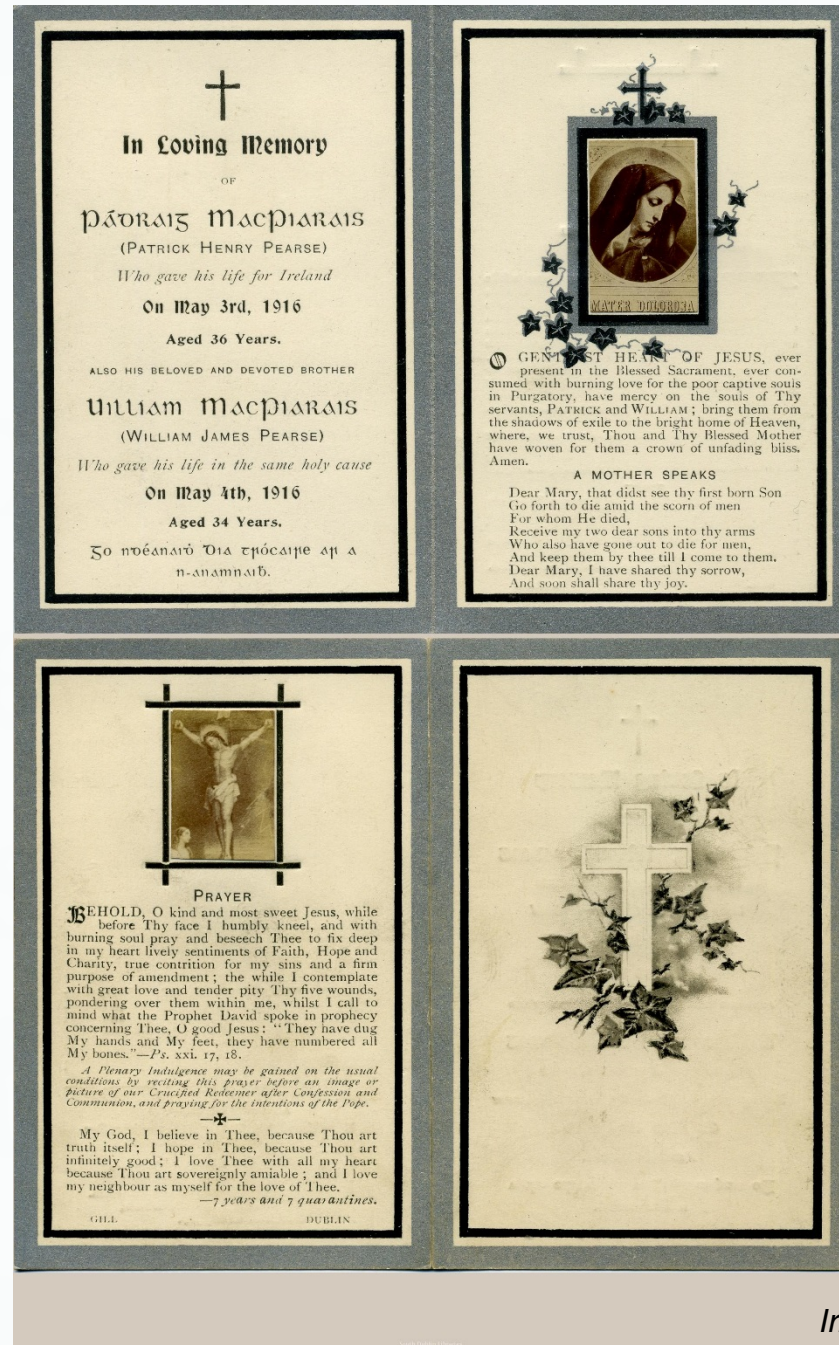 In Loving Memory
OF
Pádraig MacPiarais
(PATRICK HENRY PEARSE)
Who gave his life for Ireland
On May 3rd, 1916
Aged 36 Years.
ALSO HIS BELOVED AND DEVOTED BROTHER
Uilliam MacPiarais
(WILLIAM JAMES PEARSE)
Who gave his life in the same holy cause
On May 4th, 1916
Aged 34 Years.
Go ndéanaiḋ Dia trócaire ar a
n-anamnaiḃ.
MATER DOLOROSA
O GENTLEST HEART OF JESUS, ever
present in the Blessed Sacrament, ever con-
sumed with burning love for the poor captive souls
in Purgatory, have mercy on the souls of Thy
servants, PATRICK and WILLIAM ; bring them from
the shadows of exile to the bright home of Heaven,
where, we trust, Thou and Thy Blessed Mother
have woven for them a crown of unfading bliss.
Amen.
A MOTHER SPEAKS
Dear Mary, that didst see thy first born Son
Go forth to die amid the scorn of men
For whom He died,
Receive my two dear sons into thy arms
Who also have gone out to die for men,
And keep them by thee till I come to them.
Dear Mary, I have shared thy sorrow,
And soon shall share thy joy.
PRAYER
BEHOLD, O kind and most sweet Jesus, while
before Thy face I humbly kneel, and with
burning soul pray and beseech Thee to fix deep
in my heart lively sentiments of Faith, Hope and
Charity, true contrition for my sins and a firm
purpose of amendment ; the while I contemplate
with great love and tender pity Thy five wounds,
pondering over them within me, whilst I call to
mind what the Prophet David spoke in prophecy
concerning Thee, O good Jesus : “ They have dug
My hands and My feet, they have numbered all
My bones.”—Ps. xxi. 17, 18.
A Plenary Indulgence may be gained on the usual
conditions by reciting this prayer before an image or
picture of our Crucified Redeemer after Confession and
Communion, and praying for the intentions of the Pope.
My God, I believe in Thee, because Thou art
truth itself ; I hope in Thee, because Thou art
infinitely good ; I love Thee with all my heart
because Thou art sovereignly amiable ; and I love
my neighbour as myself for the love of Thee.
—7 years and 7 quarantines.
GILL DUBLIN